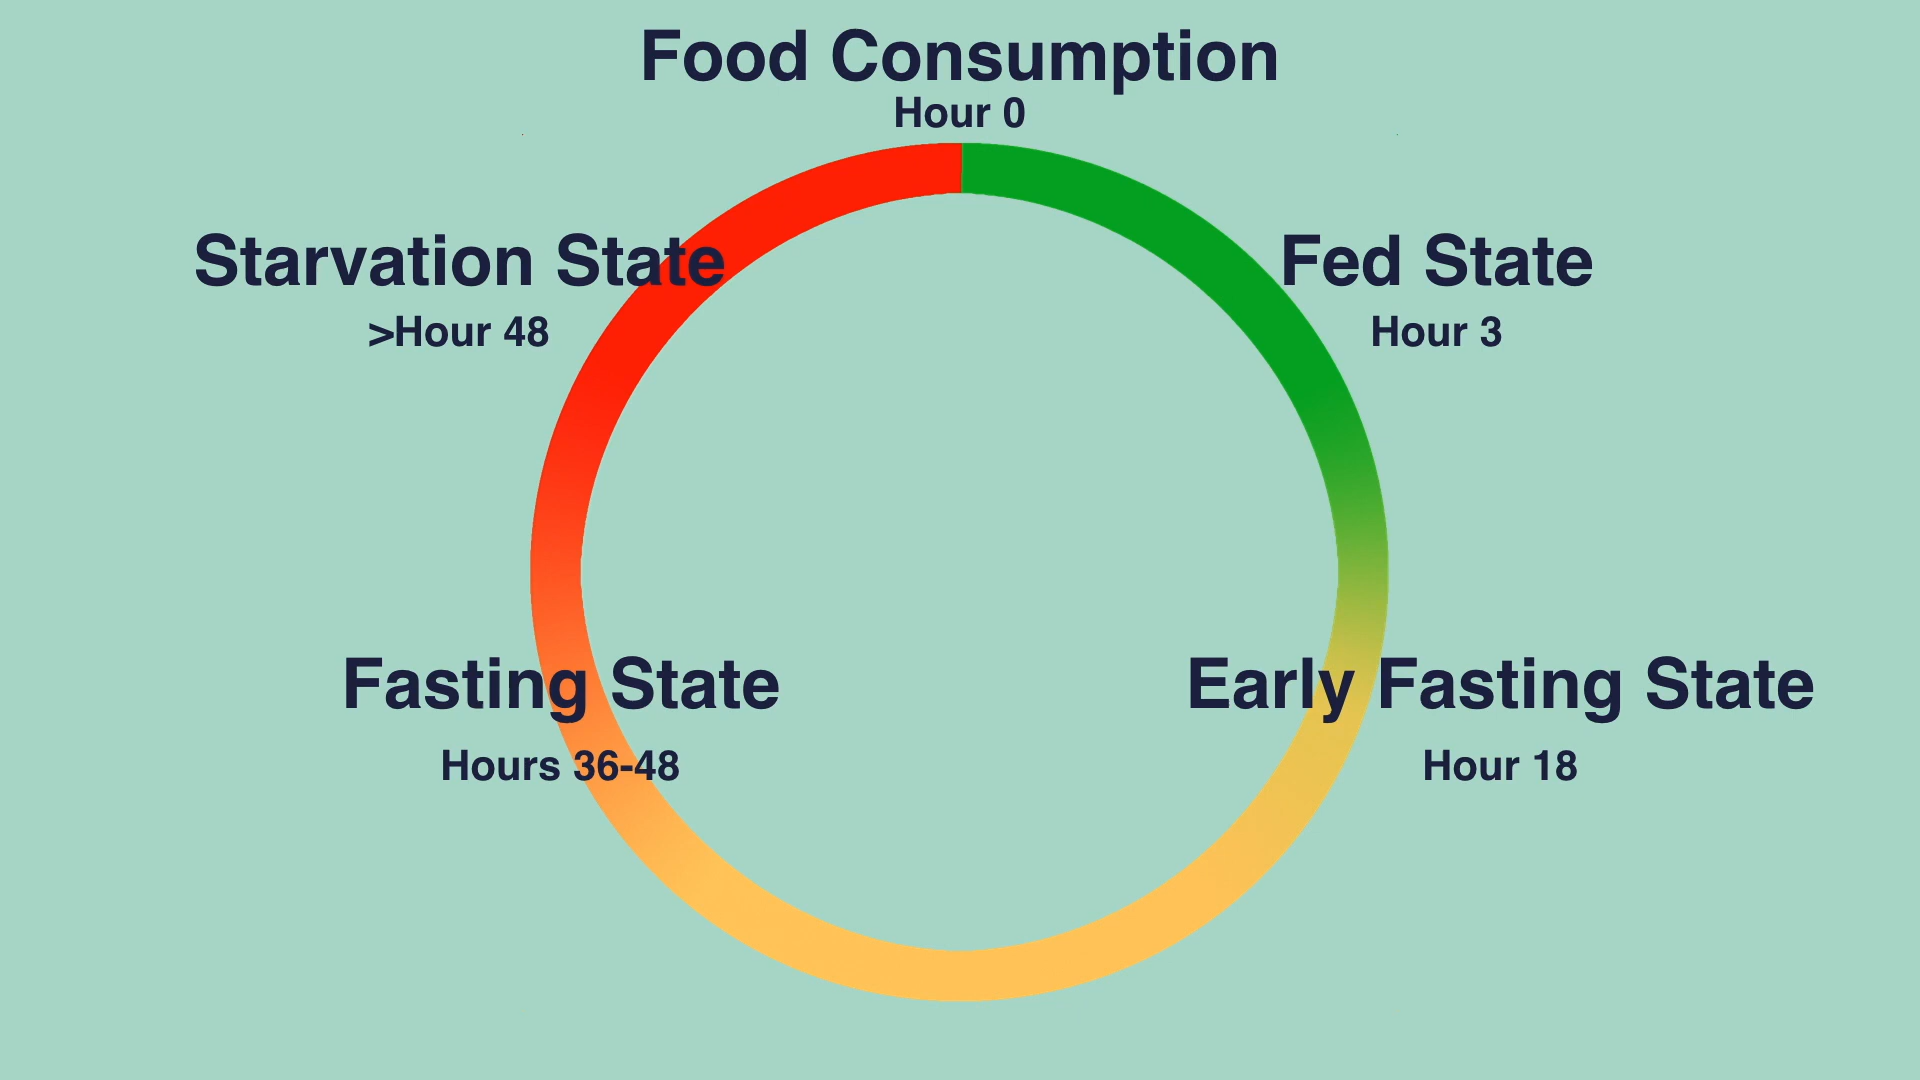 Food Consumption
Hour 0
Fed State
Hour 3
Early Fasting State
Hour 18
Fasting State
Hours 36-48
Starvation State
>Hour 48